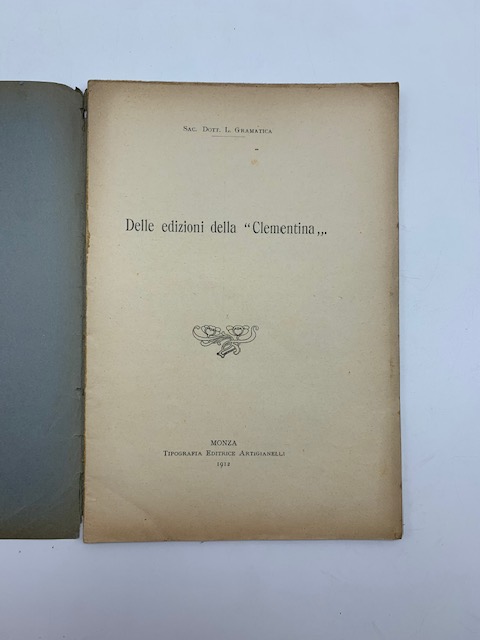 Sac. Dott. L. Gramatica
Delle edizioni della “Clementina„.
MONZA
Tipografia Editrice Artigianelli
1912